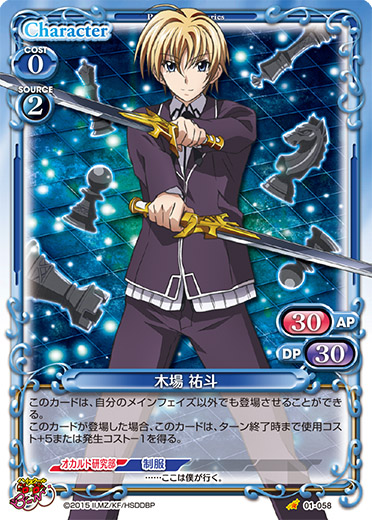 Character
COST
0
SOURCE
2
30 AP
DP 30
木場 祐斗
このカードは、自分のメインフェイズ以外でも登場させることができ
る。
このカードが登場した場合、このカードは、ターン終了時まで使用コス
ト+5または発生コスト−1を得る。
オカルト研究部 制服
……ここは僕が行く。
©2015 II,MZ/KF/HSDDBP
01-058